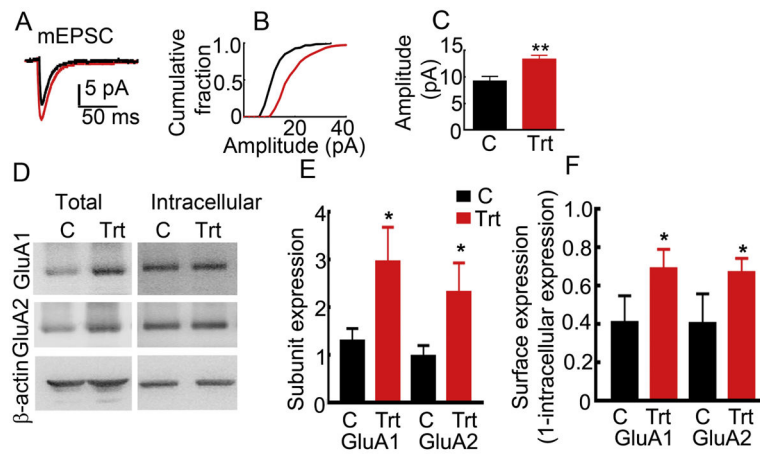 A
mEPSC
5 pA
50 ms
B
Cumulative
fraction
1.0
0.5
0
20
40
Amplitude (pA)
C
Amplitude
(pA)
15
10
5
0
**
C
Trt
D
Total
Intracellular
C
Trt
C
Trt
GluA1
GluA2
β-actin
E
C
Trt
Subunit expression
4
3
2
1
0
*
*
C
Trt
C
Trt
GluA1
GluA2
F
Surface expression
(1-intracellular expression)
1.0
0.8
0.6
0.4
0.2
0
*
*
C
Trt
C
Trt
GluA1
GluA2